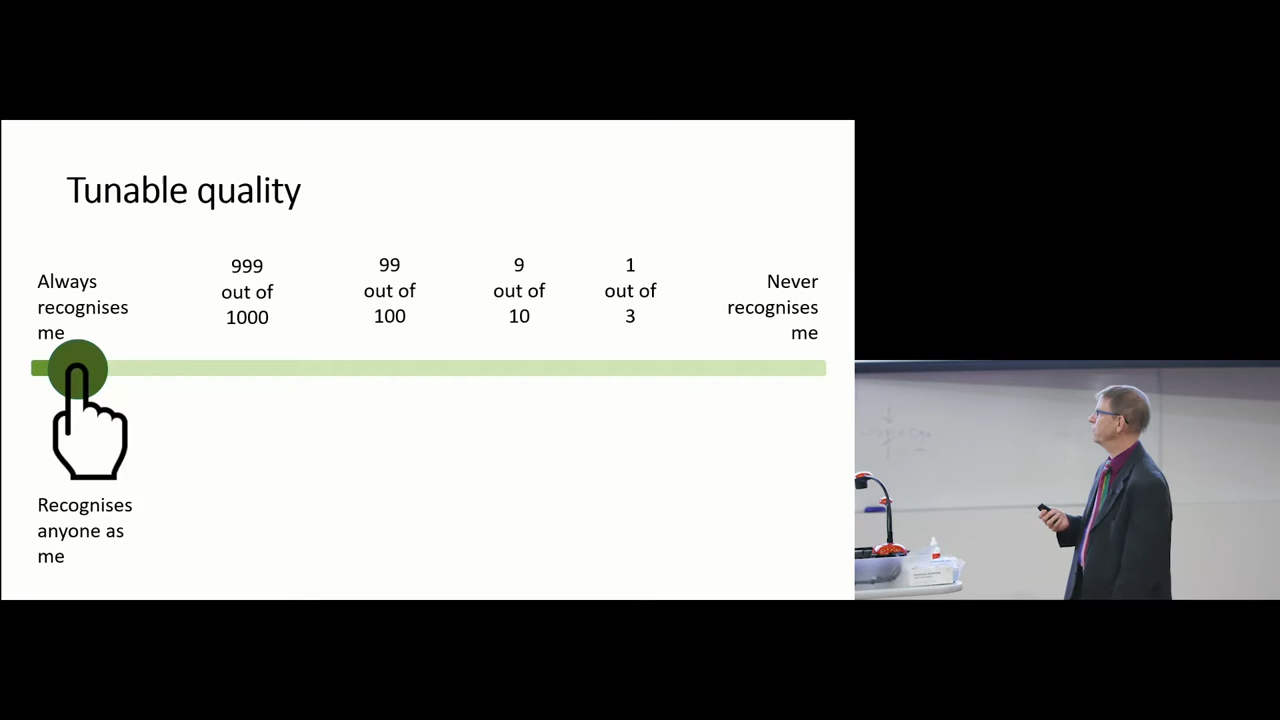 Tunable quality
Always
recognises
me
999
out of
1000
99
out of
100
9
out of
10
1
out of
3
Never
recognises
me
Recognises
anyone as
me